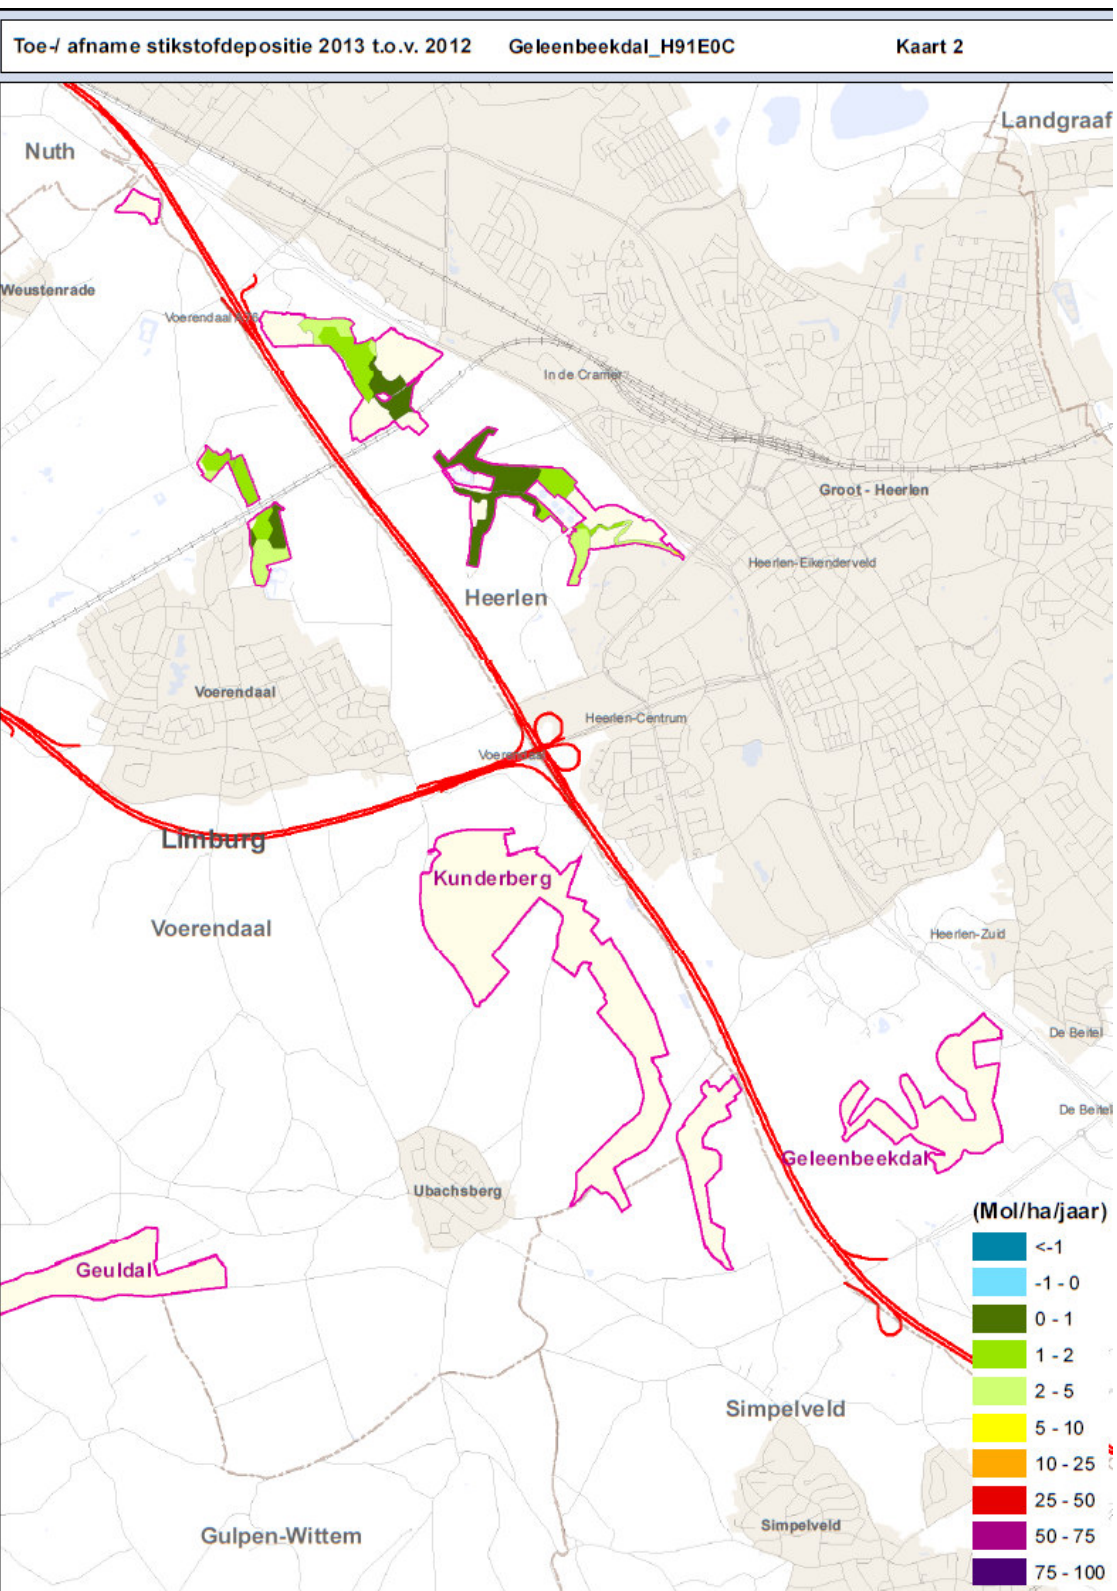 Toe-/ afname stikstofdepositie 2013 t.o.v. 2012 Geleenbeekdal_H91E0C Kaart 2
Landgraaf
Nuth
Weustenrade
Voerendaal
In de Cramer
Groot - Heerlen
Heerlen-Eikenderveld
Heerlen
Voerendaal
Heerlen-Centrum
Voerendaal
Limburg
Kunderberg
Voerendaal
Heerlen-Zuid
De Beitel
De Beitel
Geleenbeekdal
Ubachsberg
Geuldal
(Mol/ha/jaar)
<-1
-1 - 0
0 - 1
1 - 2
2 - 5
5 - 10
10 - 25
25 - 50
50 - 75
75 - 100
Simpelveld
Simpelveld
Gulpen-Wittem